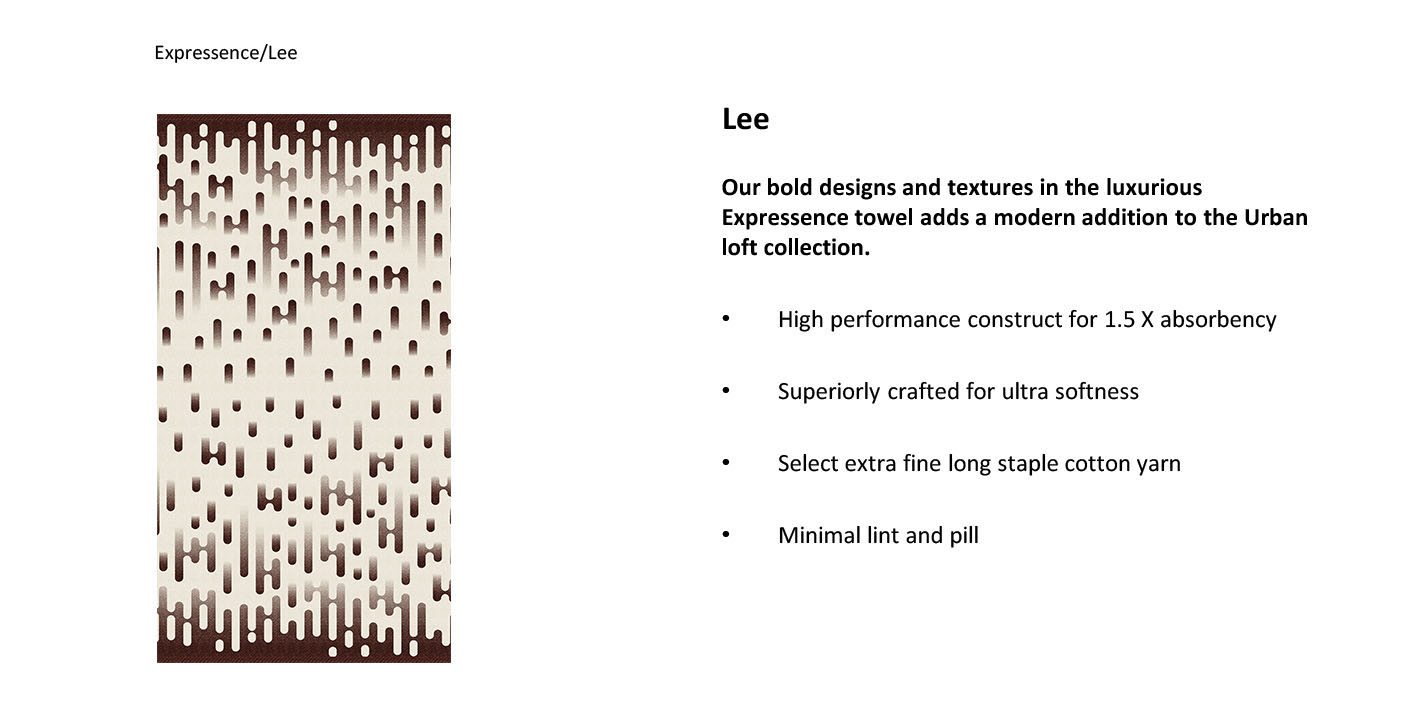 Expressence/Lee
Lee
Our bold designs and textures in the luxurious
Expressence towel adds a modern addition to the Urban
loft collection.
• High performance construct for 1.5 X absorbency
• Superiorly crafted for ultra softness
• Select extra fine long staple cotton yarn
• Minimal lint and pill